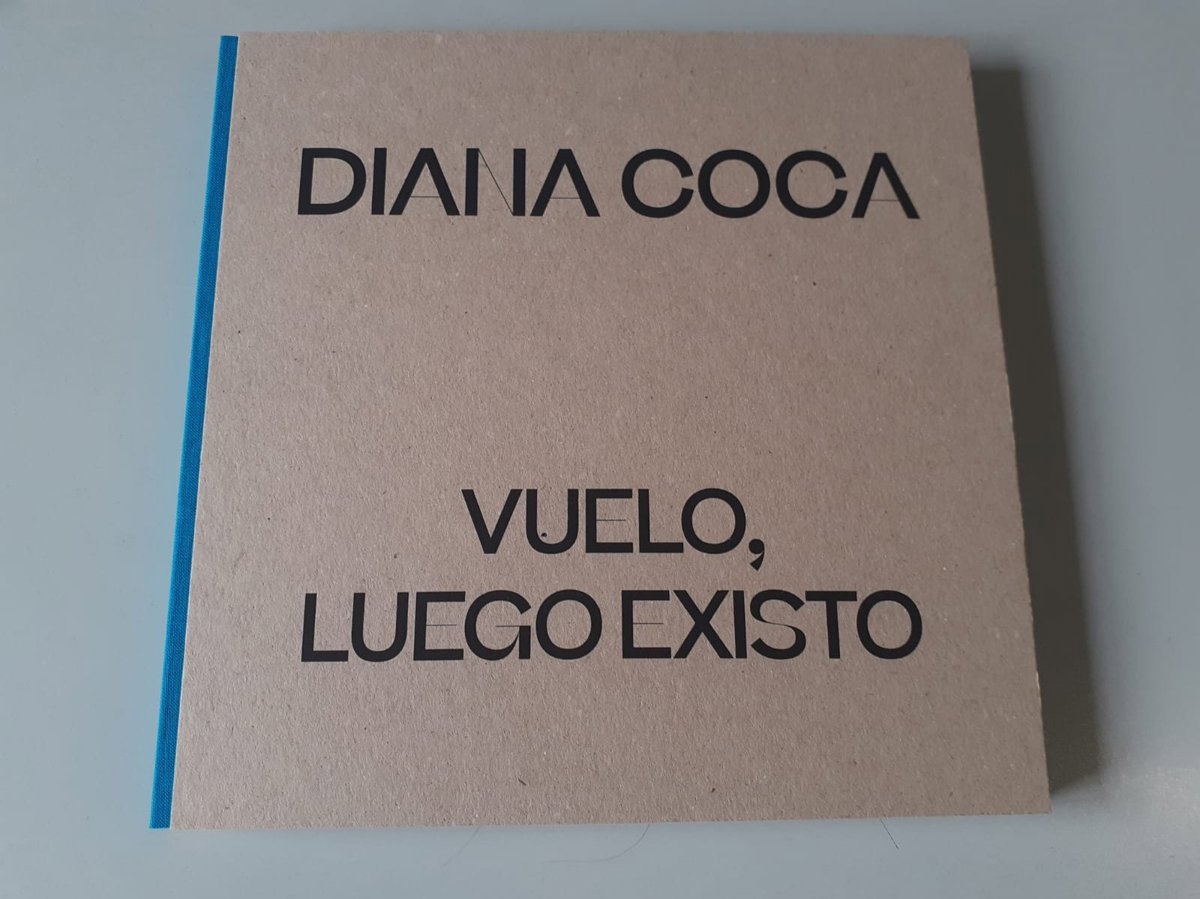 DIANA COCA
VUELO,
LUEGO EXISTO